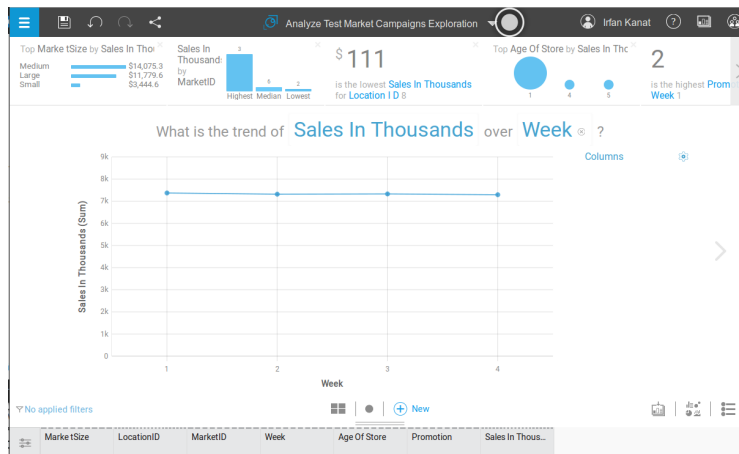 Analyze Test Market Campaigns Exploration
Irfan Kanat
?
Top Marke tSize by Sales In Thou
Medium $14,075.3
Large $11,779.6
Small $3,444.6
Sales In
Thousands
by
MarketID
3 5 2
Highest Median Lowest
$111
is the lowest Sales In Thousands
for Location I D 8
Top Age Of Store by Sales In Thc
1 4 5
2
is the highest Prom
Week 1
What is the trend of Sales In Thousands over Week ?
Columns
9k
8k
7k
6k
5k
4k
3k
2k
1k
0
Sales In Thousands (Sum)
1 2 3 4
Week
No applied filters
New
Marke tSize LocationID MarketID Week Age Of Store Promotion Sales In Thous...